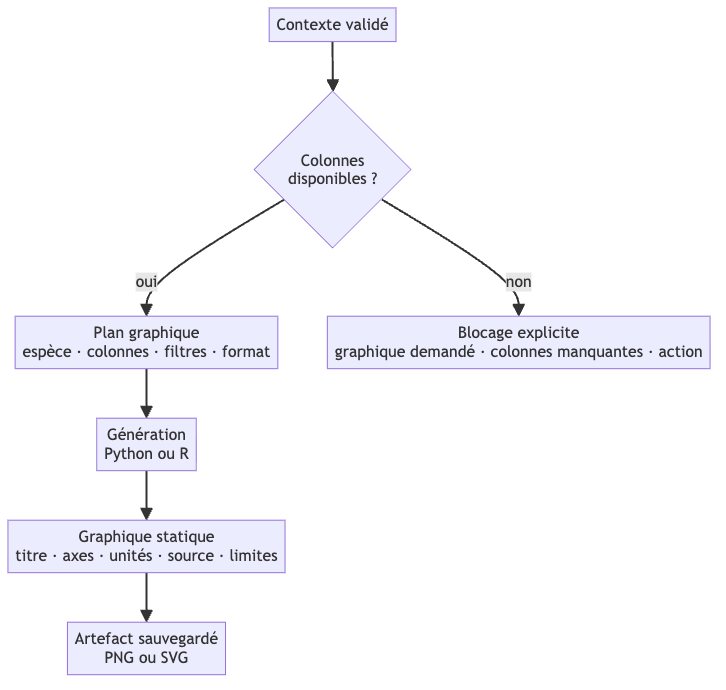 Contexte validé
Colonnes
disponibles ?
oui
non
Plan graphique
espèce · colonnes · filtres · format
Blocage explicite
graphique demandé · colonnes manquantes · action
Génération
Python ou R
Graphique statique
titre · axes · unités · source · limites
Artefact sauvegardé
PNG ou SVG